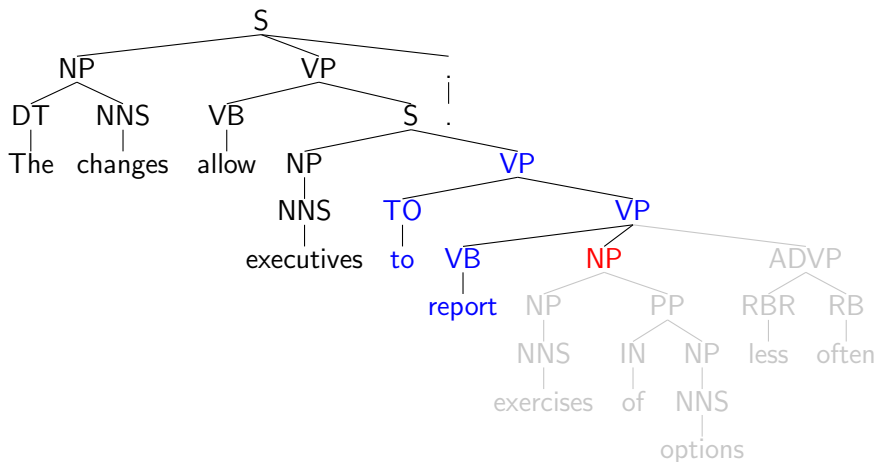 S
NP VP .
DT NNS VB S .
The changes allow NP VP
NNS TO VP
executives to VB NP ADVP
report NP PP RBR RB
NNS IN NP less often
exercises of NNS
options